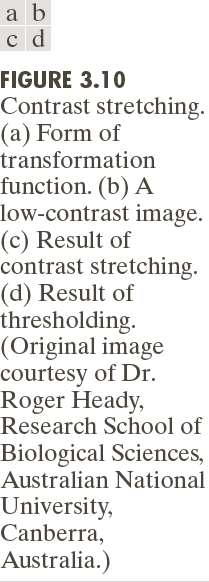 a b
c d
FIGURE 3.10
Contrast stretching.
(a) Form of
transformation
function. (b) A
low-contrast image.
(c) Result of
contrast stretching.
(d) Result of
thresholding.
(Original image
courtesy of Dr.
Roger Heady,
Research School of
Biological Sciences,
Australian National
University,
Canberra,
Australia.)